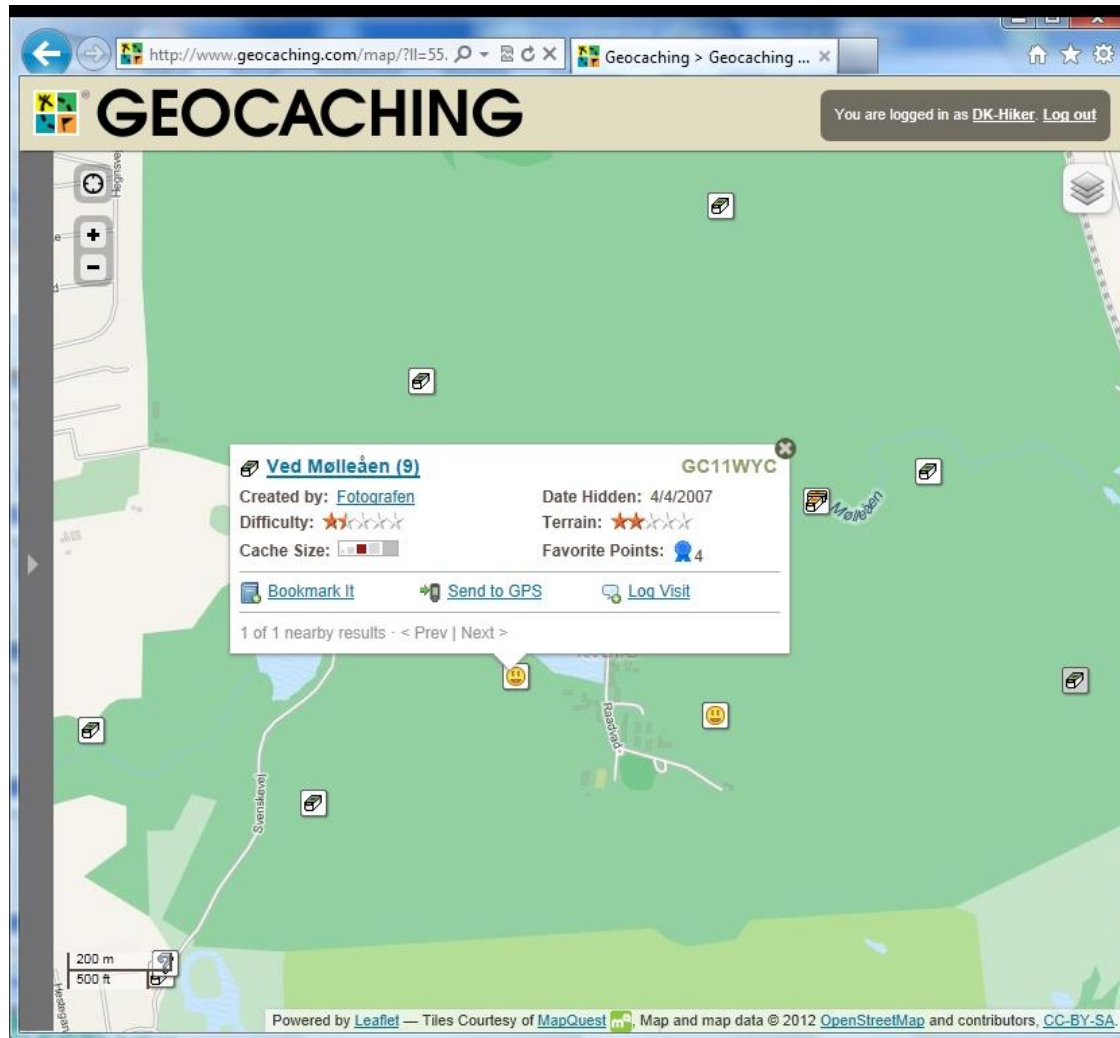 http://www.geocaching.com/map/?ll=55.
Geocaching > Geocaching ...
GEOCACHING
®
You are logged in as DK-Hiker. Log out
Hegnsvej
+
-
Ved Mølleåen (9)
GC11WYC
Created by: Fotografen
Date Hidden: 4/4/2007
Difficulty:
Terrain:
Cache Size:
Favorite Points: 4
Bookmark It
Send to GPS
Log Visit
1 of 1 nearby results · < Prev | Next >
Mølleåen
Raadvad
Svenskevej
200 m
500 ft
Powered by Leaflet — Tiles Courtesy of MapQuest, Map and map data © 2012 OpenStreetMap and contributors, CC-BY-SA.